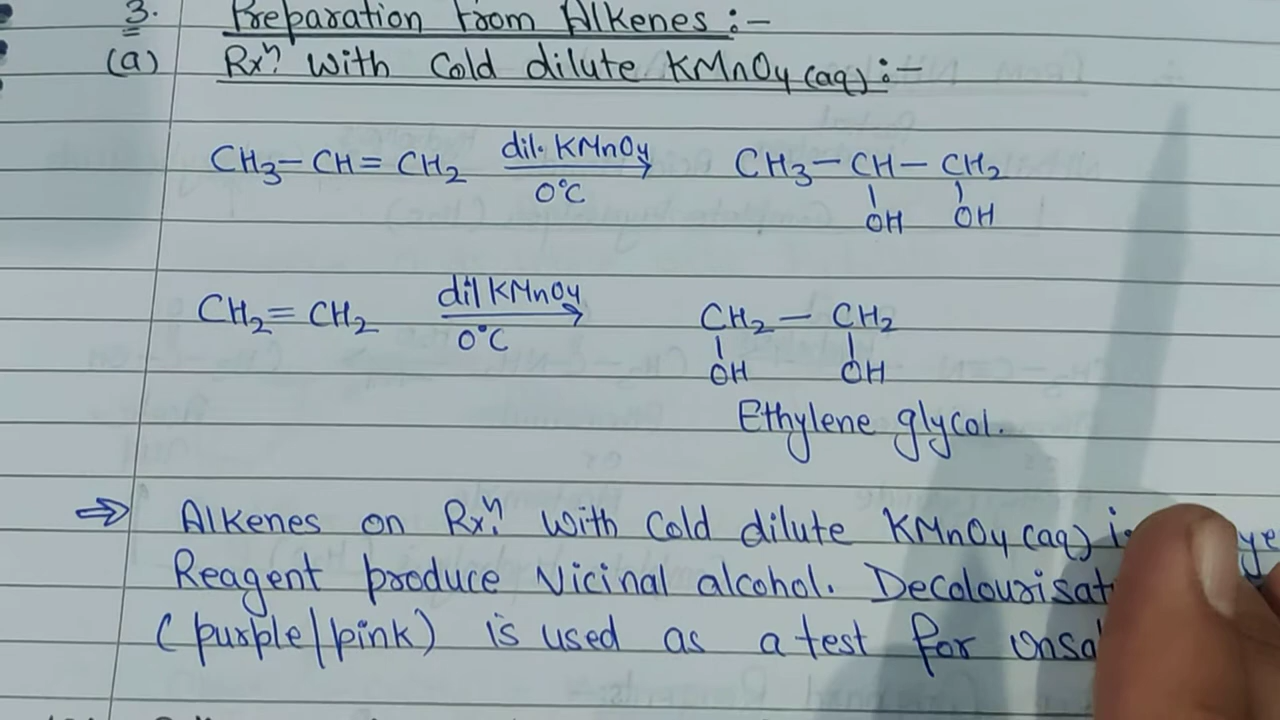 3. Preparation from Alkenes :-
(a) Rxⁿ. With Cold dilute KMnO₄ (aq) :-
CH₃-CH=CH₂ dil. KMnO₄ 0°C CH₃-CH-CH₂
OH OH
CH₂=CH₂ dil KMnO₄ 0°C CH₂-CH₂
OH OH
Ethylene glycol.
⇒ Alkenes on Rxⁿ. With Cold dilute KMnO₄ (aq)
Reagent produce Vicinal alcohol.
(purple/pink) is used as a test for